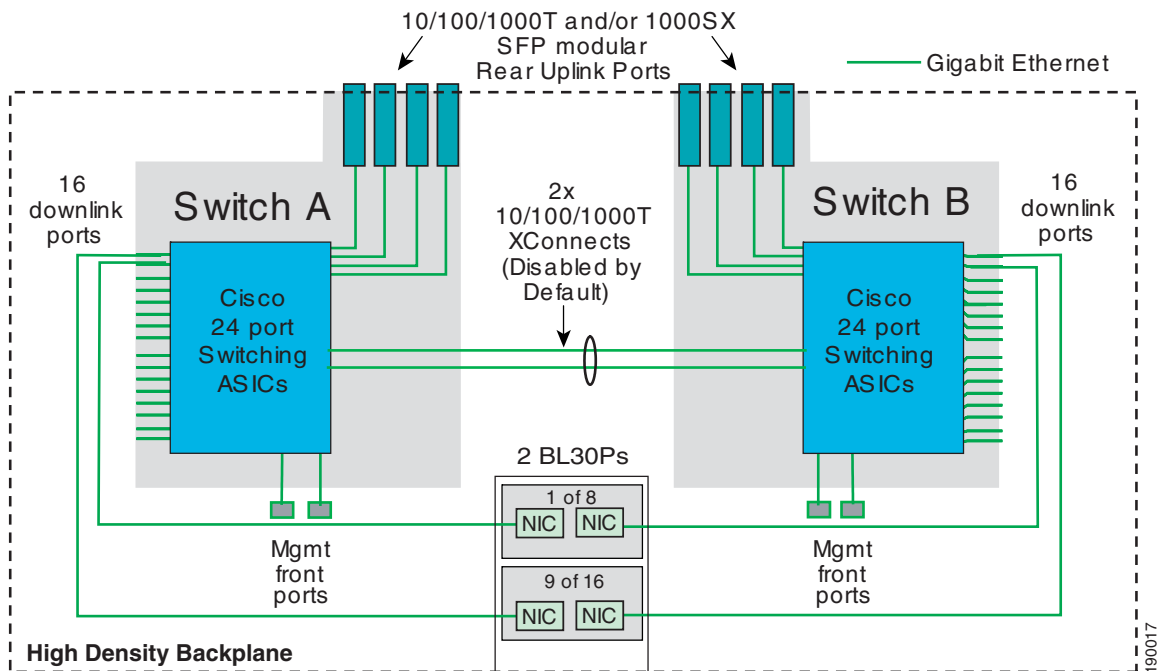 10/100/1000T and/or 1000SX
SFP modular
Rear Uplink Ports
Gigabit Ethernet
16
downlink
ports
Switch A
2x
10/100/1000T
XConnects
(Disabled by
Default)
Switch B
16
downlink
ports
Cisco
24 port
Switching
ASICs
Cisco
24 port
Switching
ASICs
2 BL30Ps
1 of 8
NIC NIC
Mgmt
front
ports
9 of 16
NIC NIC
Mgmt
front
ports
High Density Backplane
190017